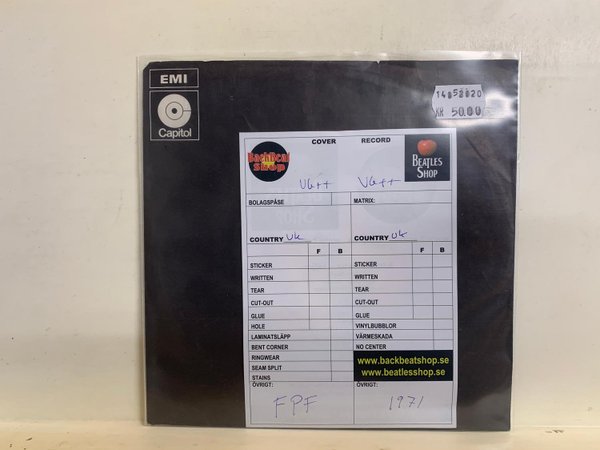 EMI
Capitol
14052020
KR 50.00
COVER RECORD
BackBeat
Shop
BEATLES
SHOP
VG++ VG++
BOLAGSPÅSE MATRIX:
COUNTRY UK COUNTRY UK
F B F B
STICKER STICKER
WRITTEN WRITTEN
TEAR TEAR
CUT-OUT CUT-OUT
GLUE GLUE
HOLE VINYLBUBBLOR
LAMINATSLÄPP VÄRMESKADA
BENT CORNER NO CENTER
RINGWEAR
SEAM SPLIT
STAINS
www.backbeatshop.se
www.beatlesshop.se
ÖVRIGT: ÖVRIGT:
FPF 1971